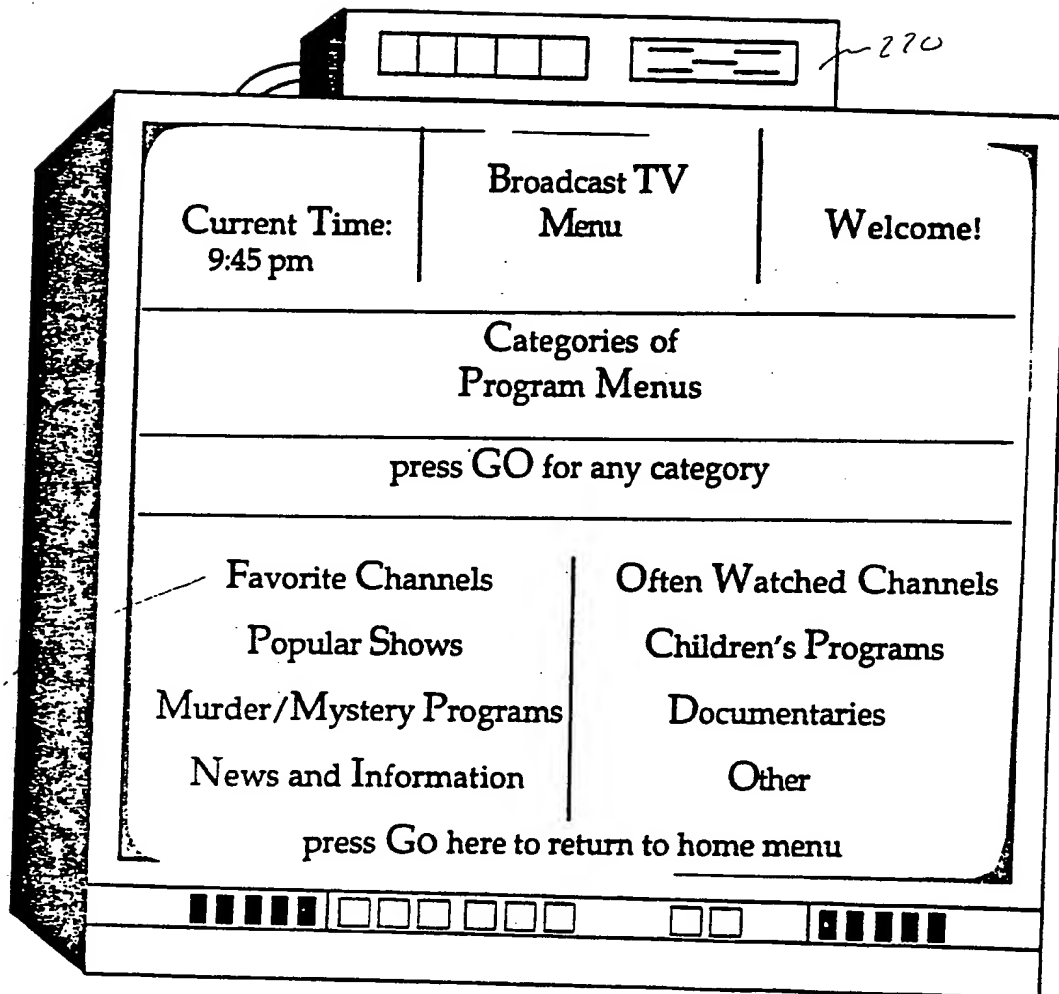 220
Broadcast TV
Menu
Current Time:
9:45 pm
Welcome!
Categories of
Program Menus
press GO for any category
Favorite Channels
Often Watched Channels
Popular Shows
Children's Programs
Murder/Mystery Programs
Documentaries
News and Information
Other
press GO here to return to home menu